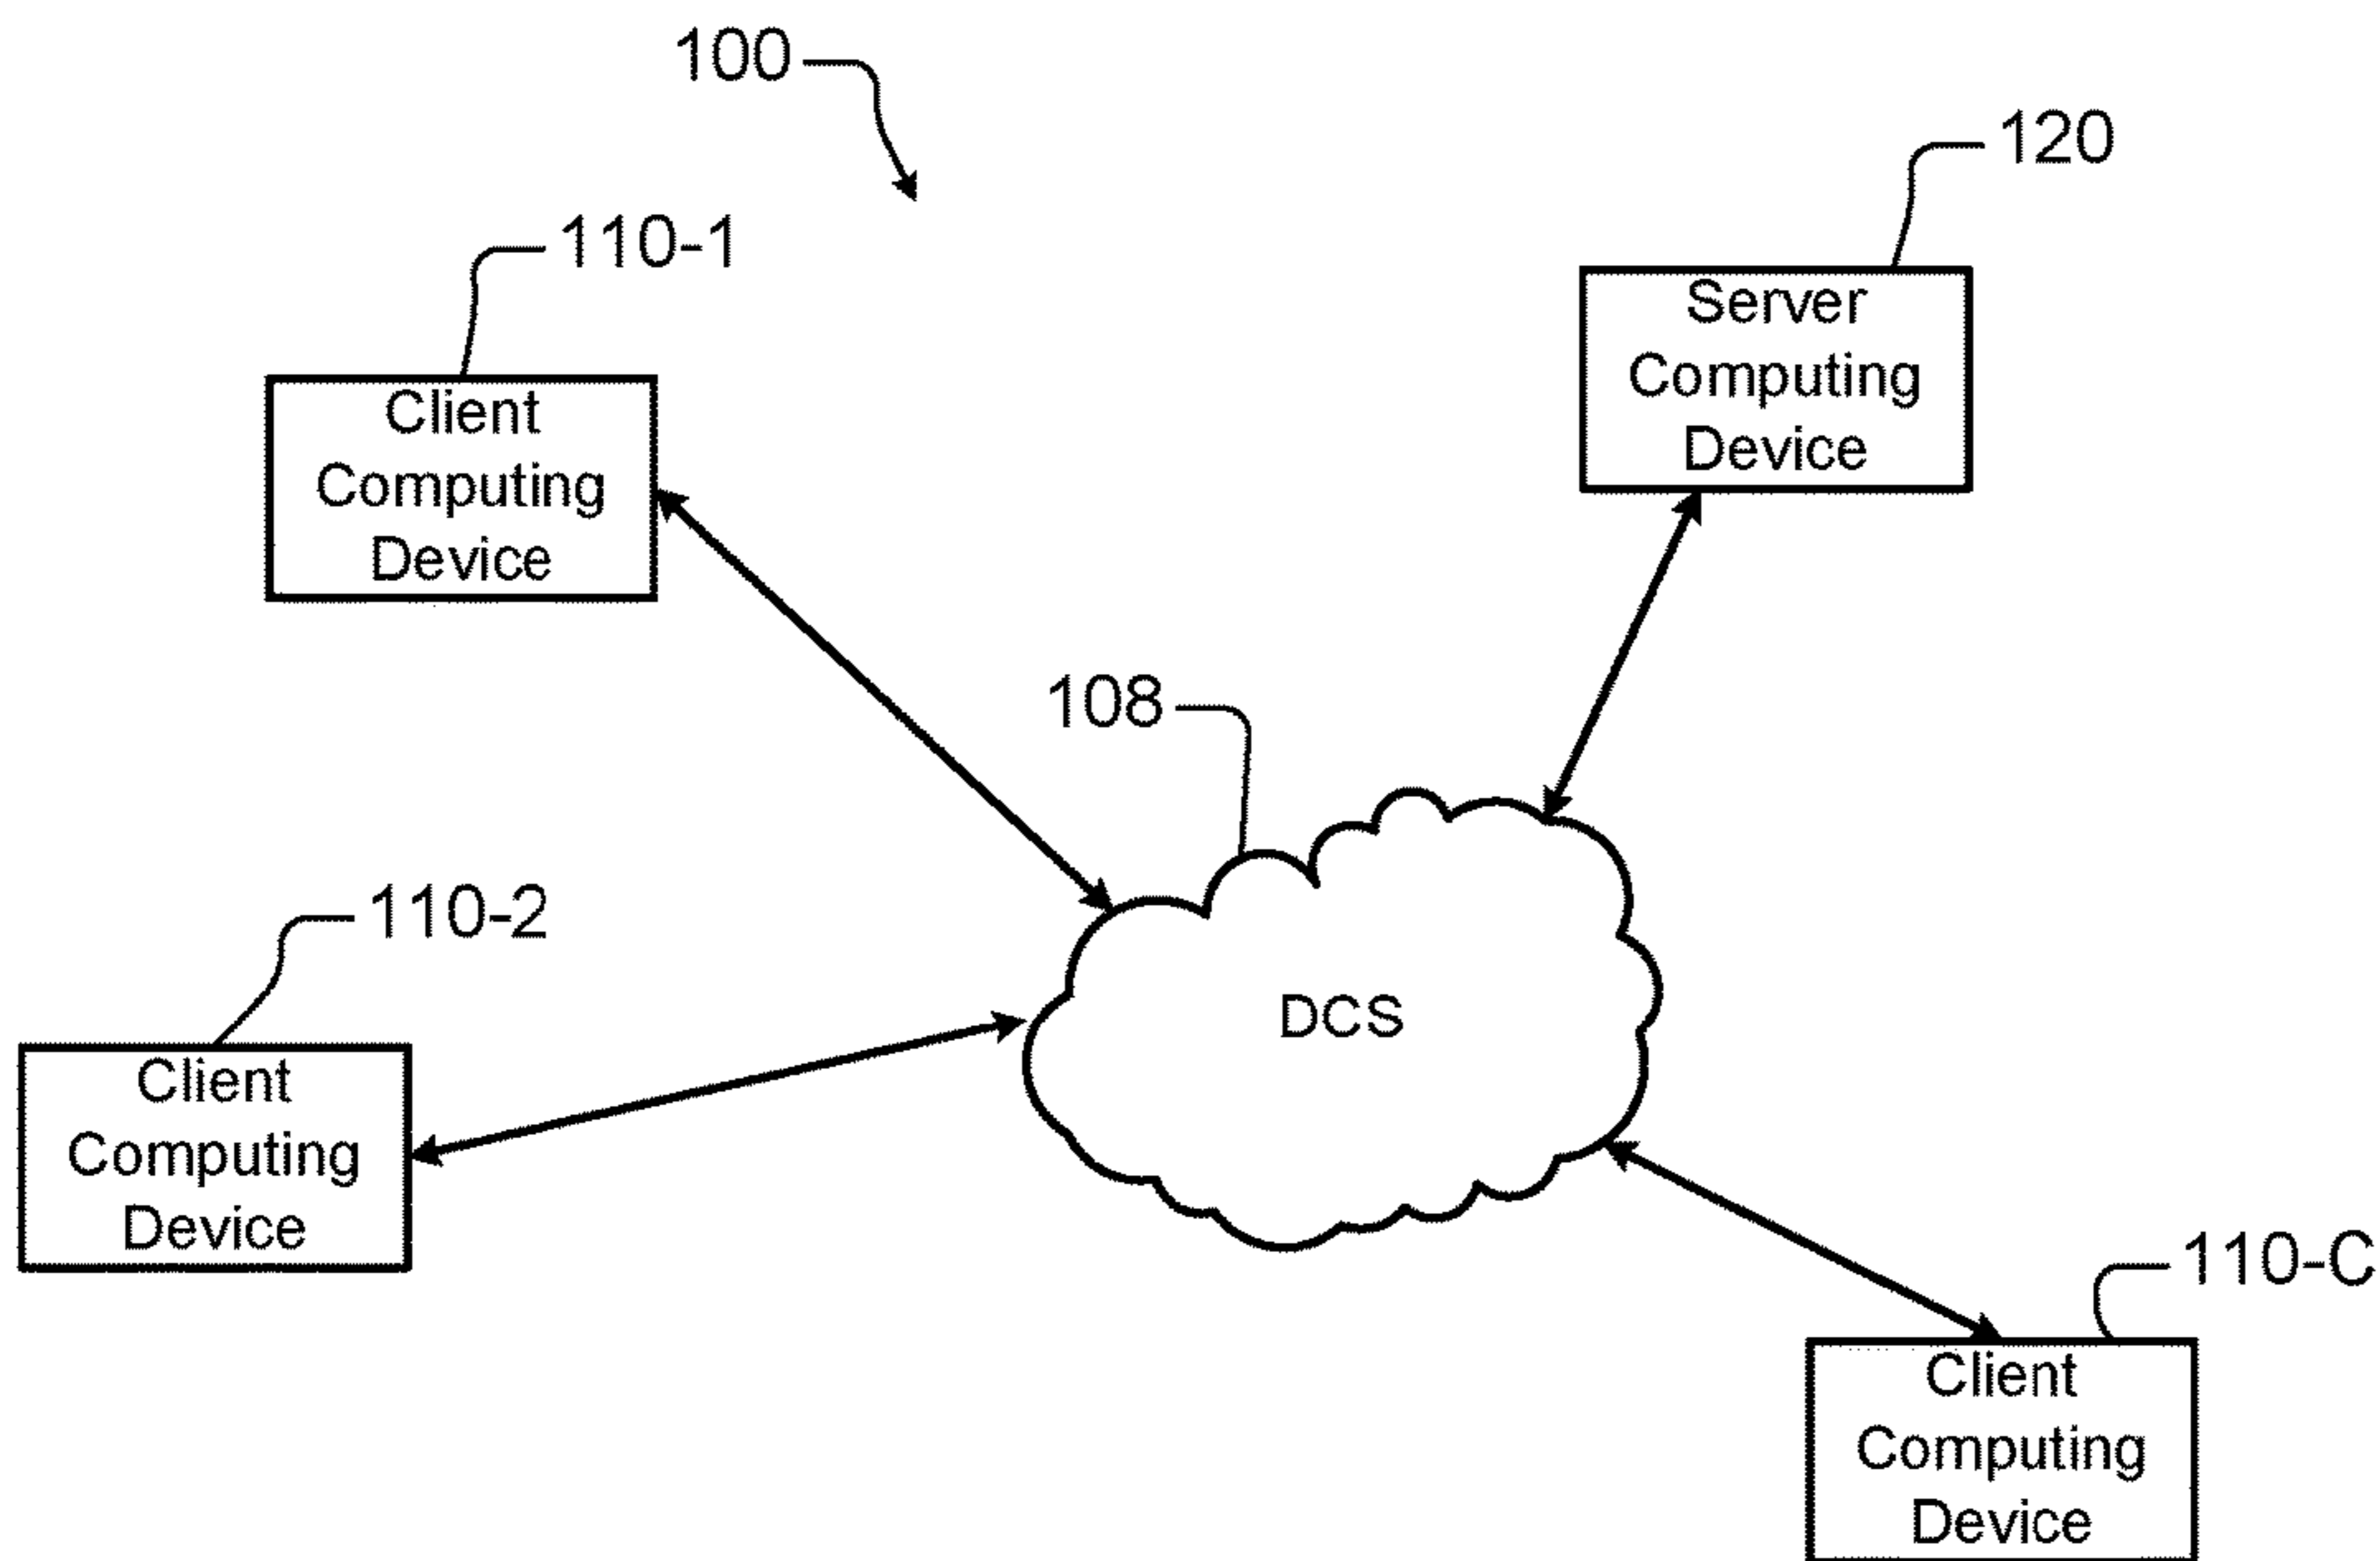 100
120
110-1
Server
Computing
Device
Client
Computing
Device
108
110-2
DCS
Client
Computing
Device
110-C
Client
Computing
Device